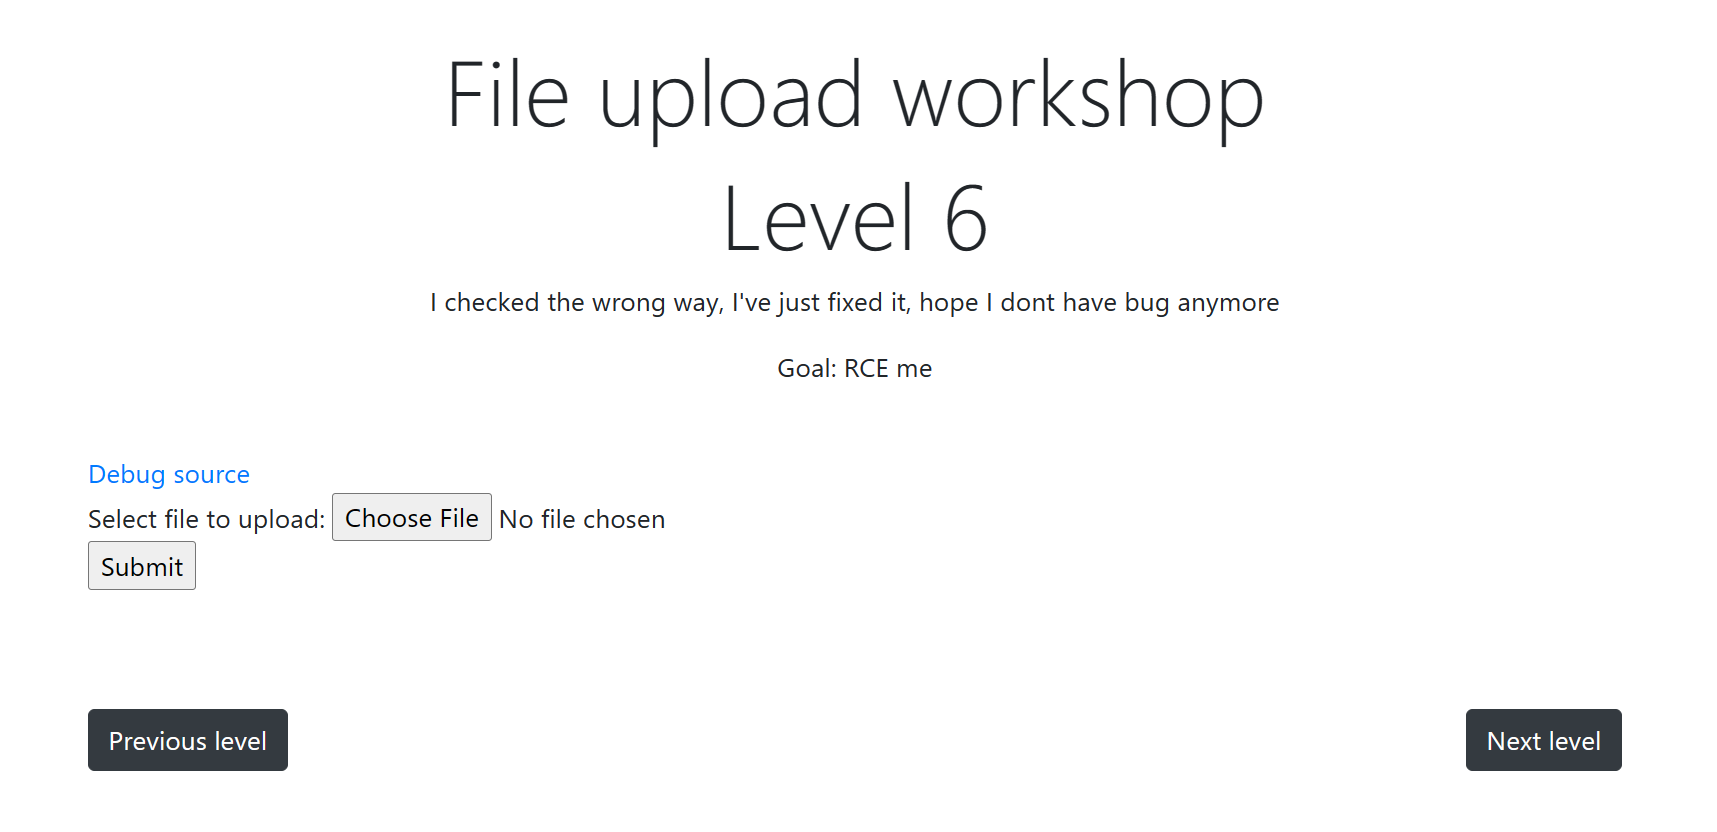 File upload workshop
Level 6
I checked the wrong way, I've just fixed it, hope I dont have bug anymore
Goal: RCE me
Debug source
Select file to upload: Choose File No file chosen
Submit
Previous level
Next level